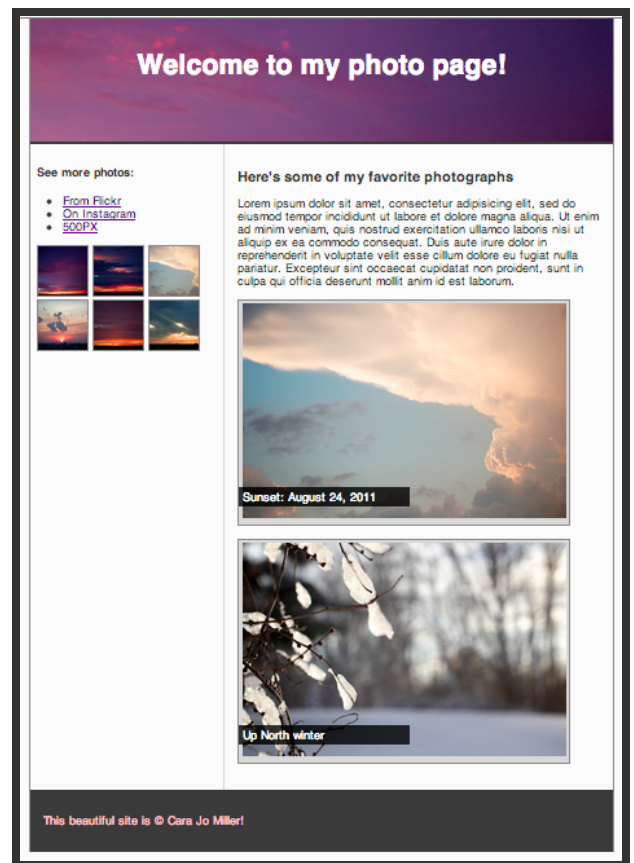 Welcome to my photo page!
See more photos:
From Flickr
On Instagram
500PX
Here's some of my favorite photographs
Lorem ipsum dolor sit amet, consectetur adipisicing elit, sed do
eiusmod tempor incididunt ut labore et dolore magna aliqua. Ut enim
ad minim veniam, quis nostrud exercitation ullamco laboris nisi ut
aliquip ex ea commodo consequat. Duis aute irure dolor in
reprehenderit in voluptate velit esse cillum dolore eu fugiat nulla
pariatur. Excepteur sint occaecat cupidatat non proident, sunt in
culpa qui officia deserunt mollit anim id est laborum.
Sunset: August 24, 2011
Up North winter
This beautiful site is © Cara Jo Miller!